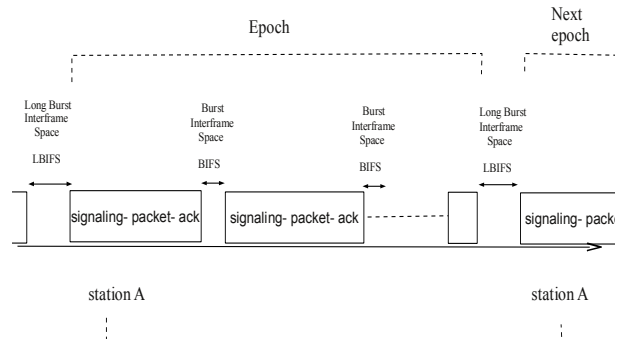 Epoch
Next
epoch
Long Burst
Interframe
Space
LBIFS
Burst
Interframe
Space
BIFS
Burst
Interframe
Space
BIFS
Long Burst
Interframe
Space
LBIFS
signaling- packet- ack
signaling- packet- ack
signaling- pack
station A
station A